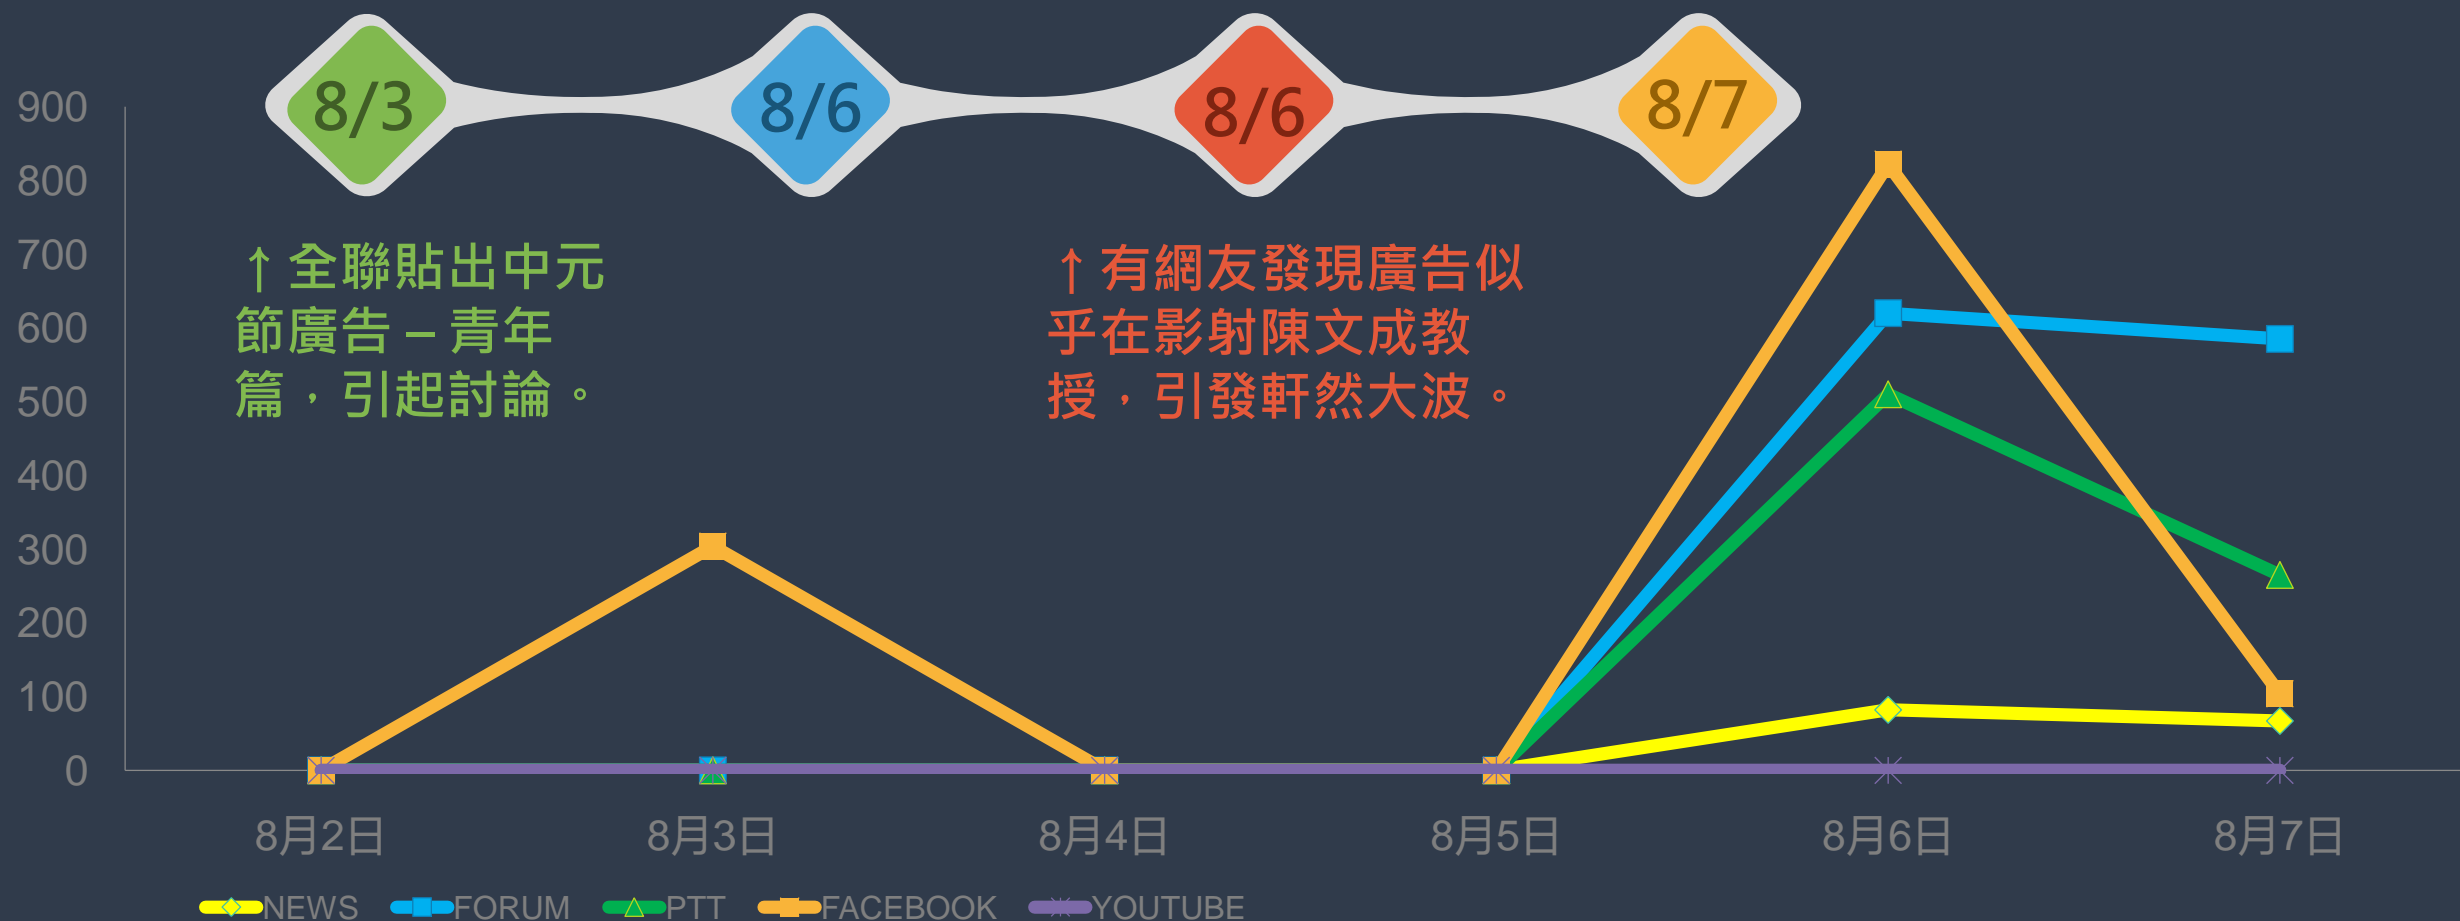 8/3
8/6
8/6
8/7
↑全聯貼出中元
節廣告–青年
篇，引起討論。
↑有網友發現廣告似
乎在影射陳文成教
授，引發軒然大波。
900
800
700
600
500
400
300
200
100
0
8月2日
8月3日
8月4日
8月5日
8月6日
8月7日
NEWS
FORUM
PTT
FACEBOOK
YOUTUBE